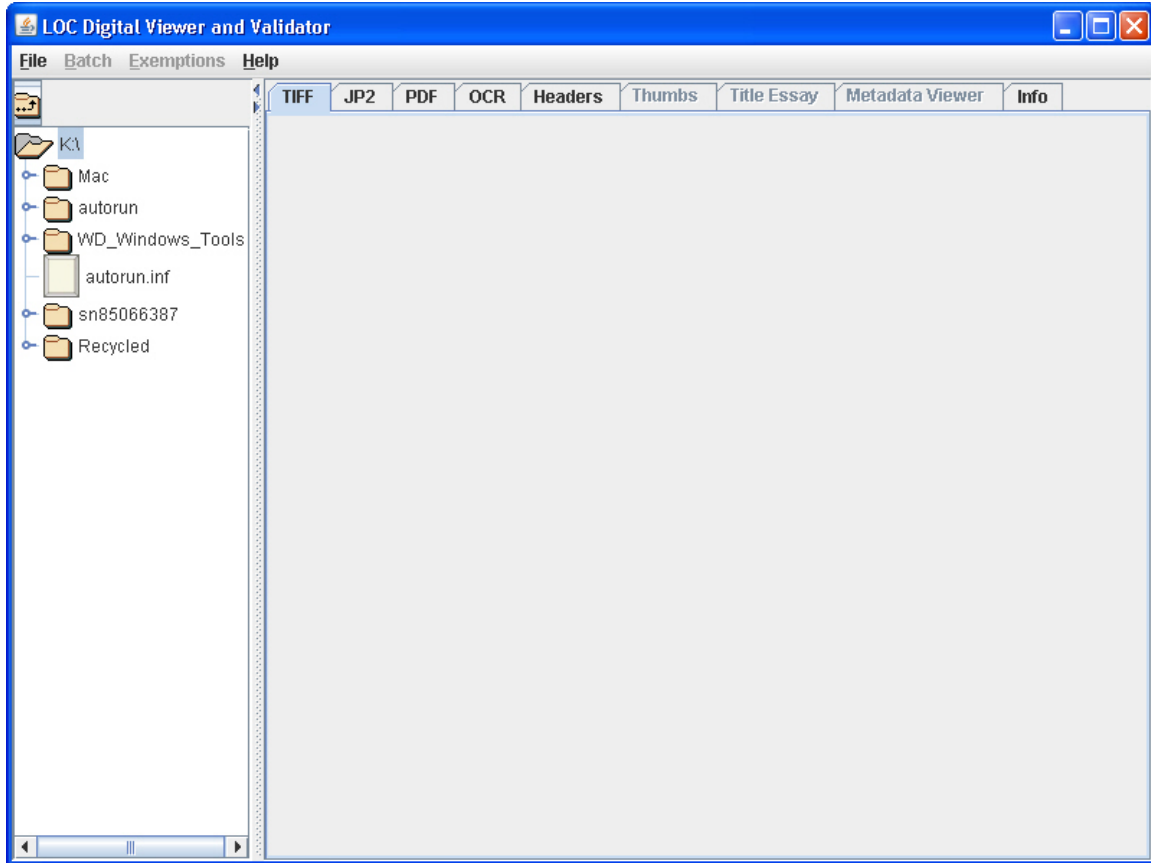 LOC Digital Viewer and Validator
File Batch Exemptions Help
TIFF JP2 PDF OCR Headers Thumbs Title Essay Metadata Viewer Info
K:\
Mac
autorun
WD_Windows_Tools
autorun.inf
sn85066387
Recycled